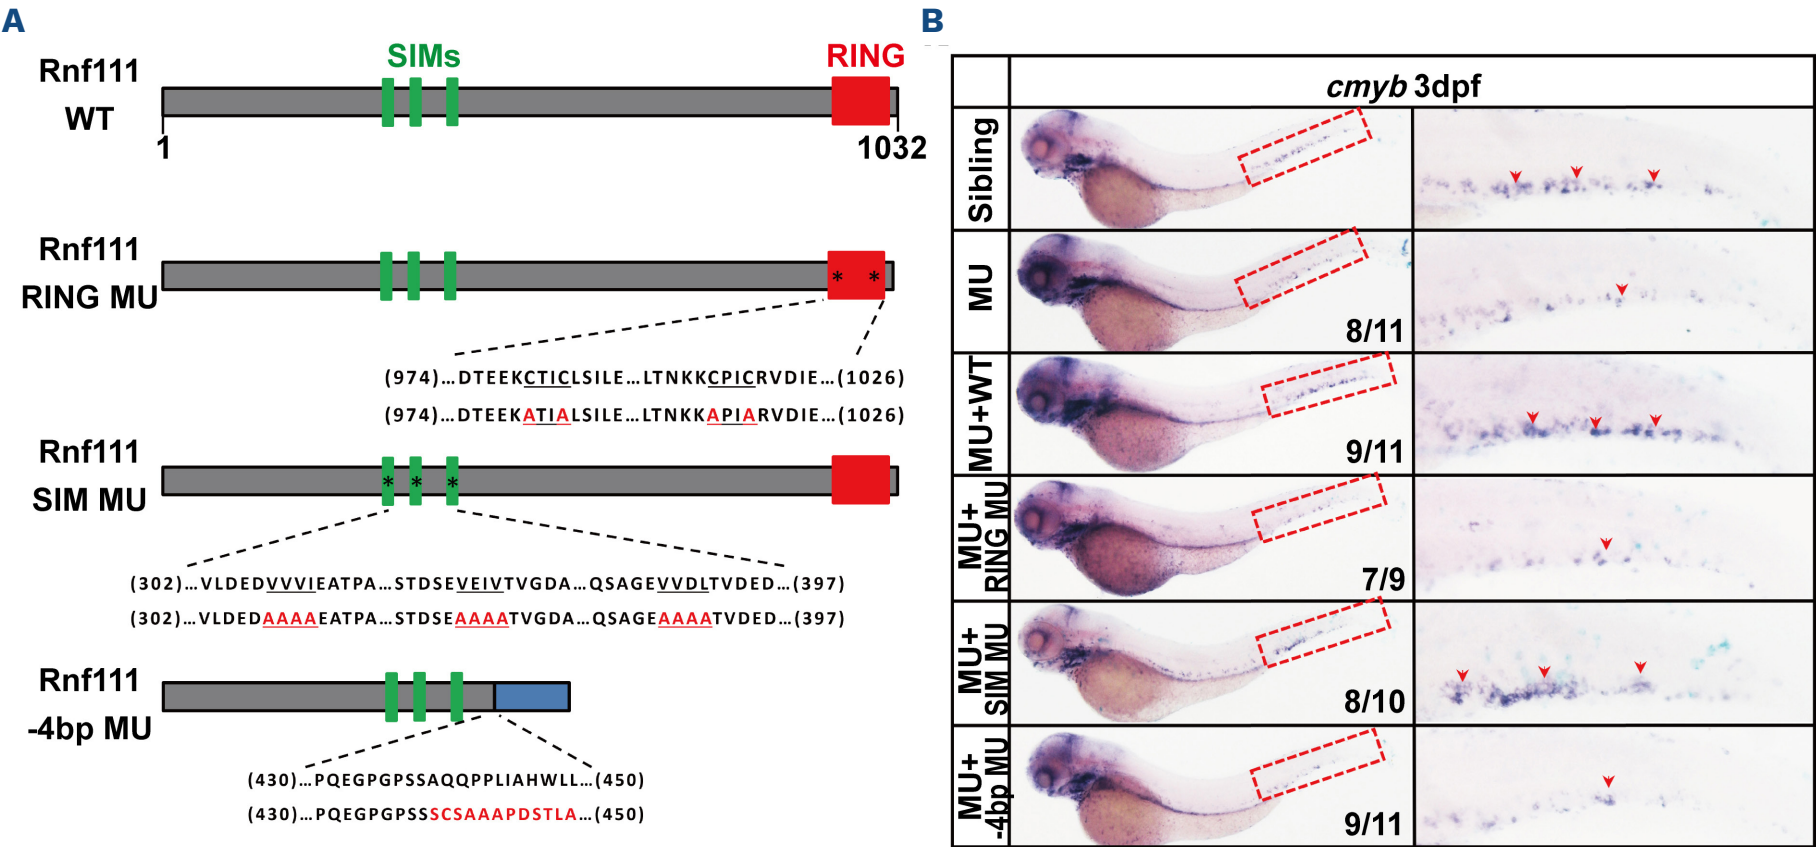 A
SIMs
RING
Rnf111
WT
1
1032
Rnf111
RING MU
* *
(974)...DTEEKCTICLSILE...LTNKKCPICRVDIE...(1026)
(974)...DTEEKATIALSILE...LTNKKAPIARVDIE...(1026)
Rnf111
SIM MU
* * *
(302)...VLDEDVVVIEATPA...STDSEVEIVTVGDA...QSAGEVVDLTVDED...(397)
(302)...VLDEDAAAAEATPA...STDSEAAAATVGDA...QSAGEAAAATVDED...(397)
Rnf111
-4bp MU
(430)...PQEGPGPSSAQQPPLIAHWLL...(450)
(430)...PQEGPGPSSSCSAAAPDSTLA...(450)
B
cmyb 3dpf
Sibling
MU
8/11
MU+WT
9/11
MU+
RING MU
7/9
MU+
SIM MU
8/10
MU+
-4bp MU
9/11